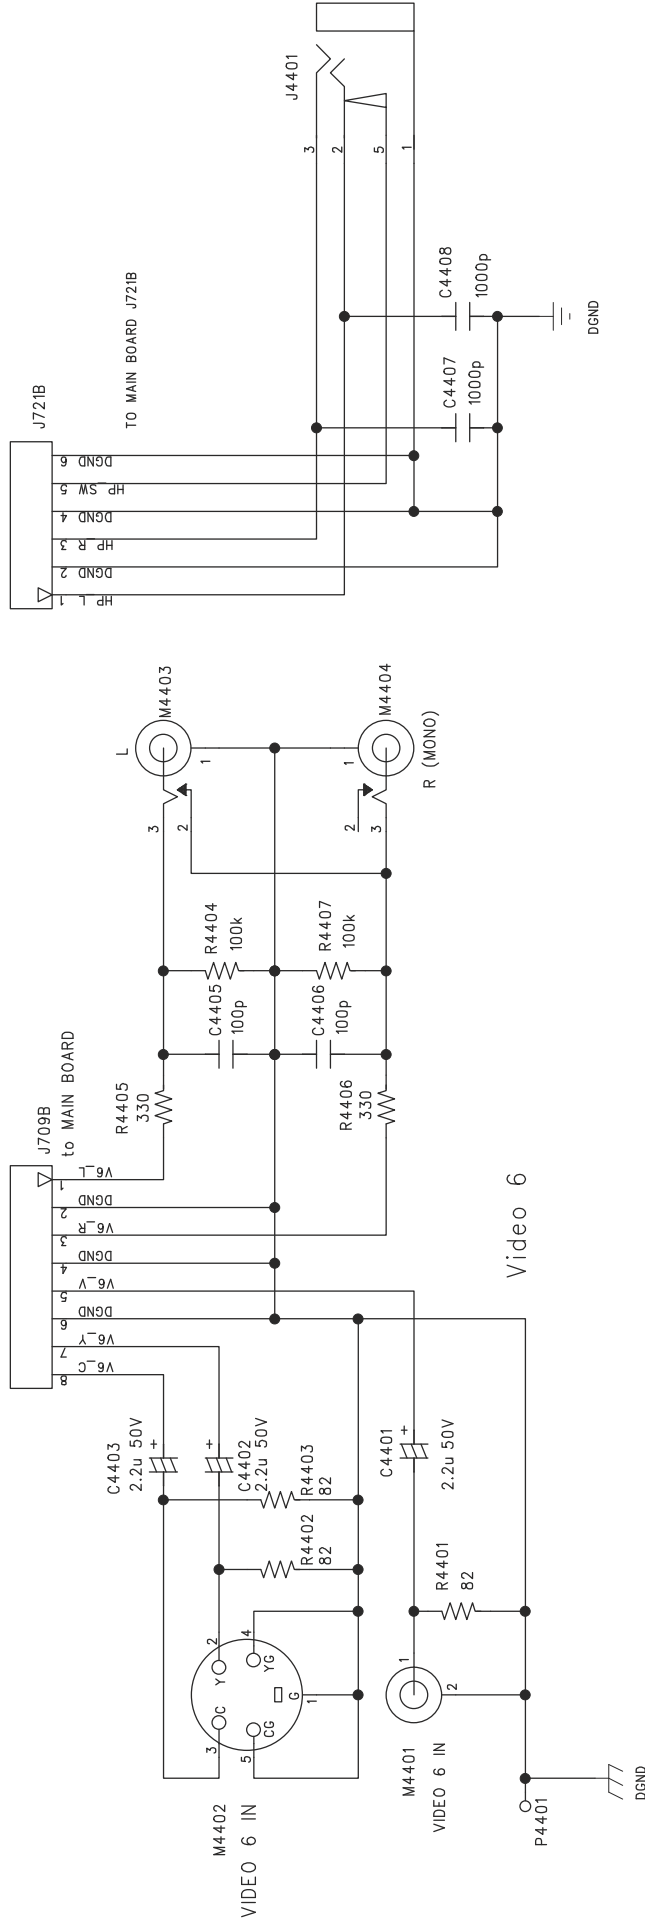 J4401
3
2
5
1
C4408
1000p
C4407
1000p
DGND
J721B
TO MAIN BOARD J721B
6 DGND
5 HP_SW
4 DGND
3 HP_R
2 DGND
1 HP_L
L
M4403
1
3
2
M4404
R (MONO)
1
2
3
R4404
100k
R4407
100k
C4405
100p
C4406
100p
R4405
330
R4406
330
J709B
to MAIN BOARD
1 V6_L
2 DGND
3 V6_R
4 DGND
5 V6_V
6 DGND
7 V6_Y
8 V6_C
Video 6
C4403
2.2u 50V
+
C4402
2.2u 50V
+
C4401
2.2u 50V
+
R4403
82
R4402
82
R4401
82
2
Y
4
YG
C
3
CG
5
G
1
M4402
VIDEO 6 IN
1
2
M4401
VIDEO 6 IN
P4401
DGND